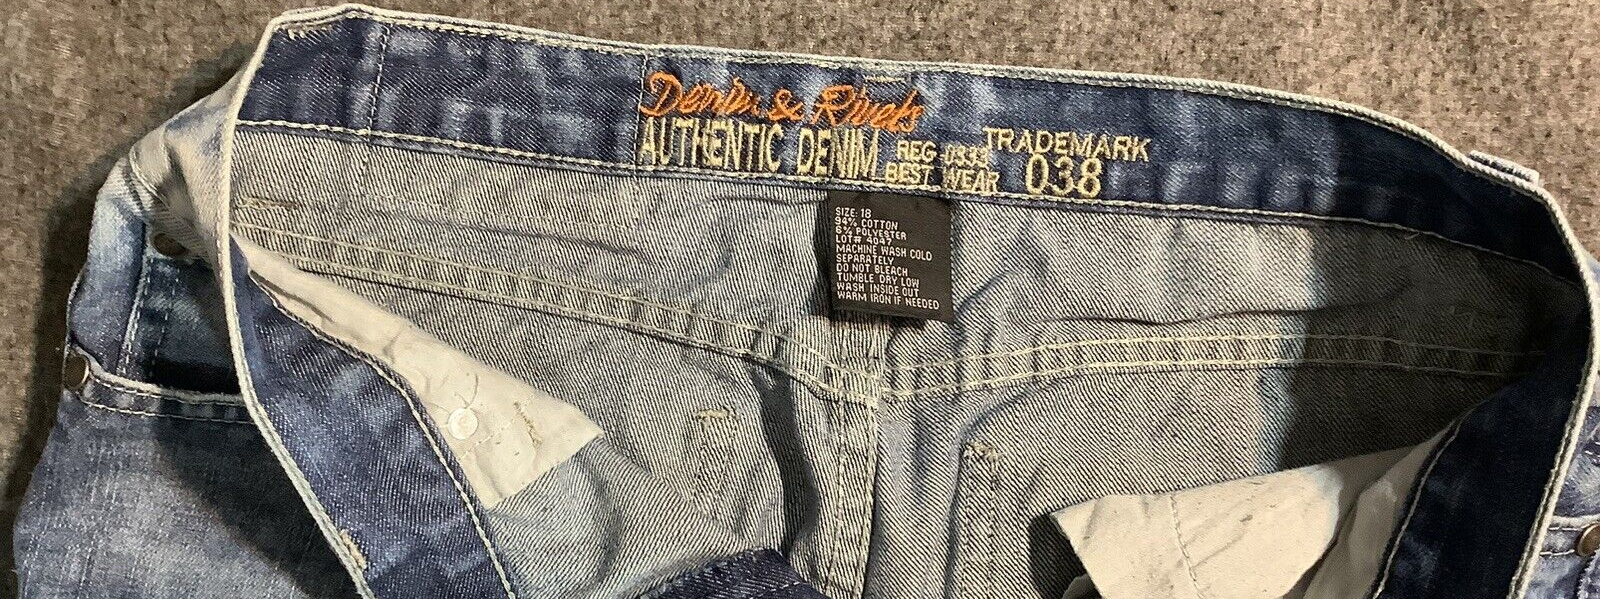 Denim & Rivets
AUTHENTIC DENIM REG 0333 TRADEMARK
BEST WEAR 038
SIZE: 18
94% COTTON
6% POLYESTER
LOT# 4047
MACHINE WASH COLD
SEPARATELY
DO NOT BLEACH
TUMBLE DRY LOW
WASH INSIDE OUT
WARM IRON IF NEEDED